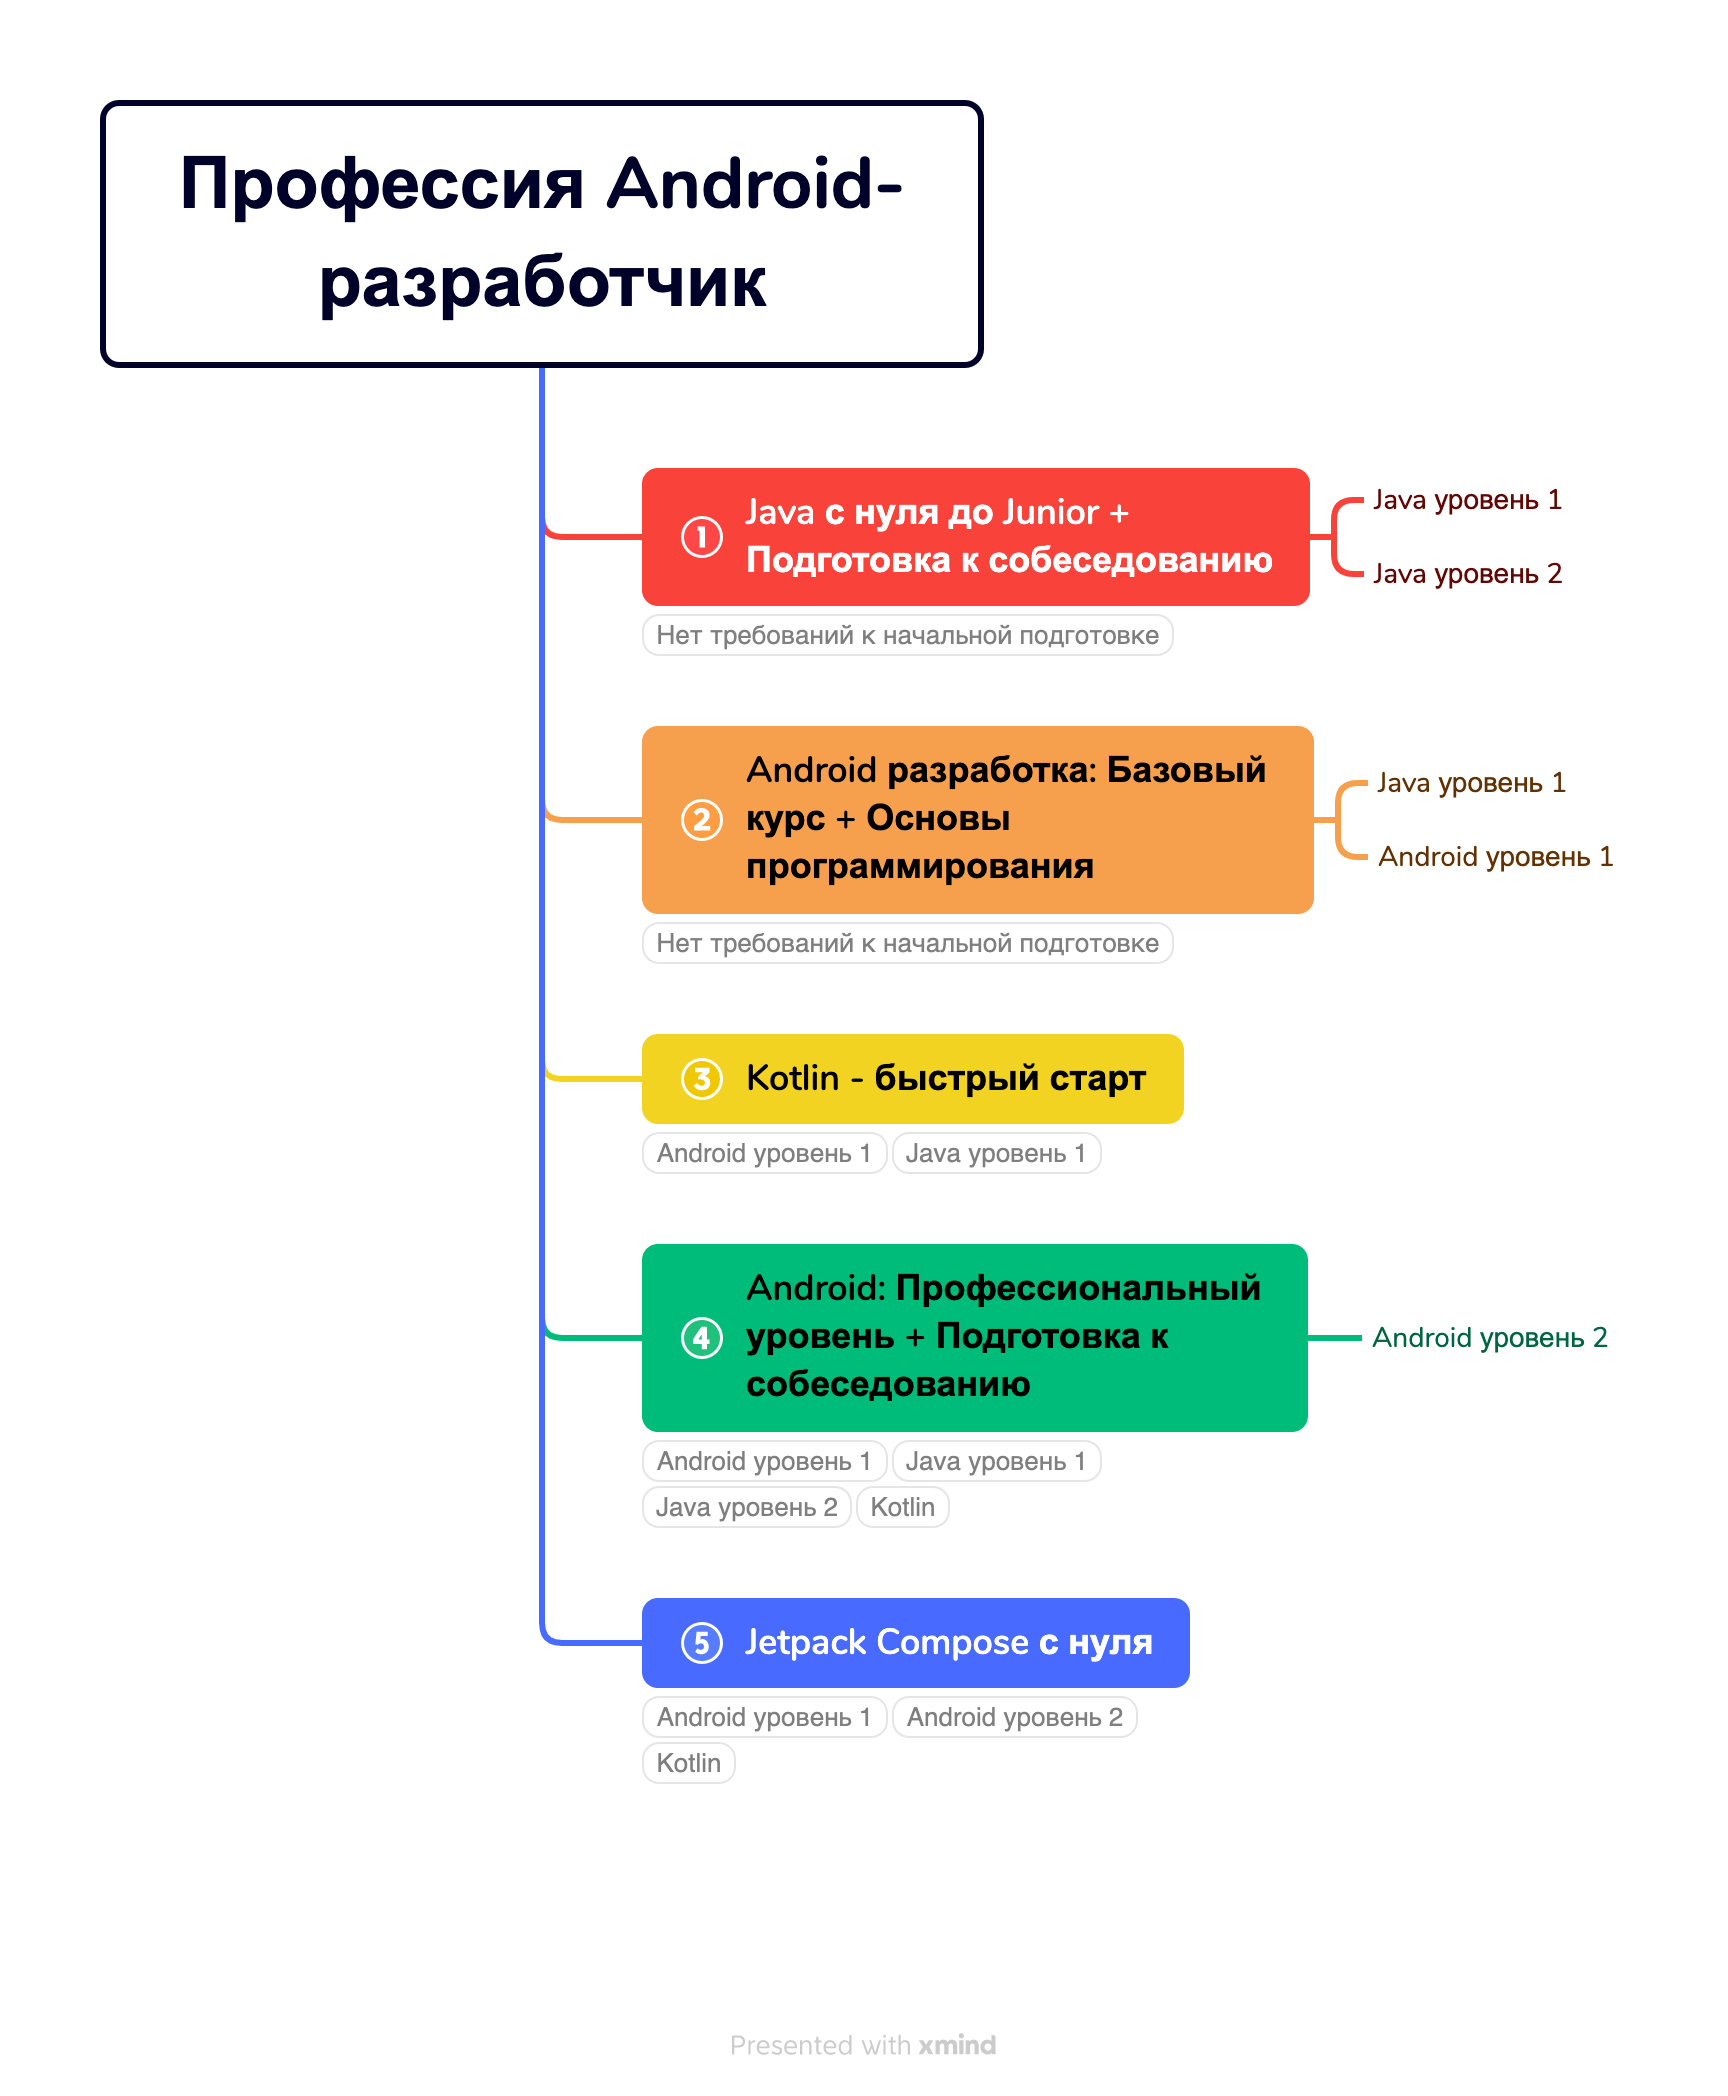 Профессия Android-
разработчик
1
Java с нуля до Junior +
Подготовка к собеседованию
Java уровень 1
Java уровень 2
Нет требований к начальной подготовке
2
Android разработка: Базовый
курс + Основы
программирования
Java уровень 1
Android уровень 1
Нет требований к начальной подготовке
3
Kotlin - быстрый старт
Android уровень 1
Java уровень 1
4
Android: Профессиональный
уровень + Подготовка к
собеседованию
Android уровень 2
Android уровень 1
Java уровень 1
Java уровень 2
Kotlin
5
Jetpack Compose с нуля
Android уровень 1
Android уровень 2
Kotlin
Presented with xmind